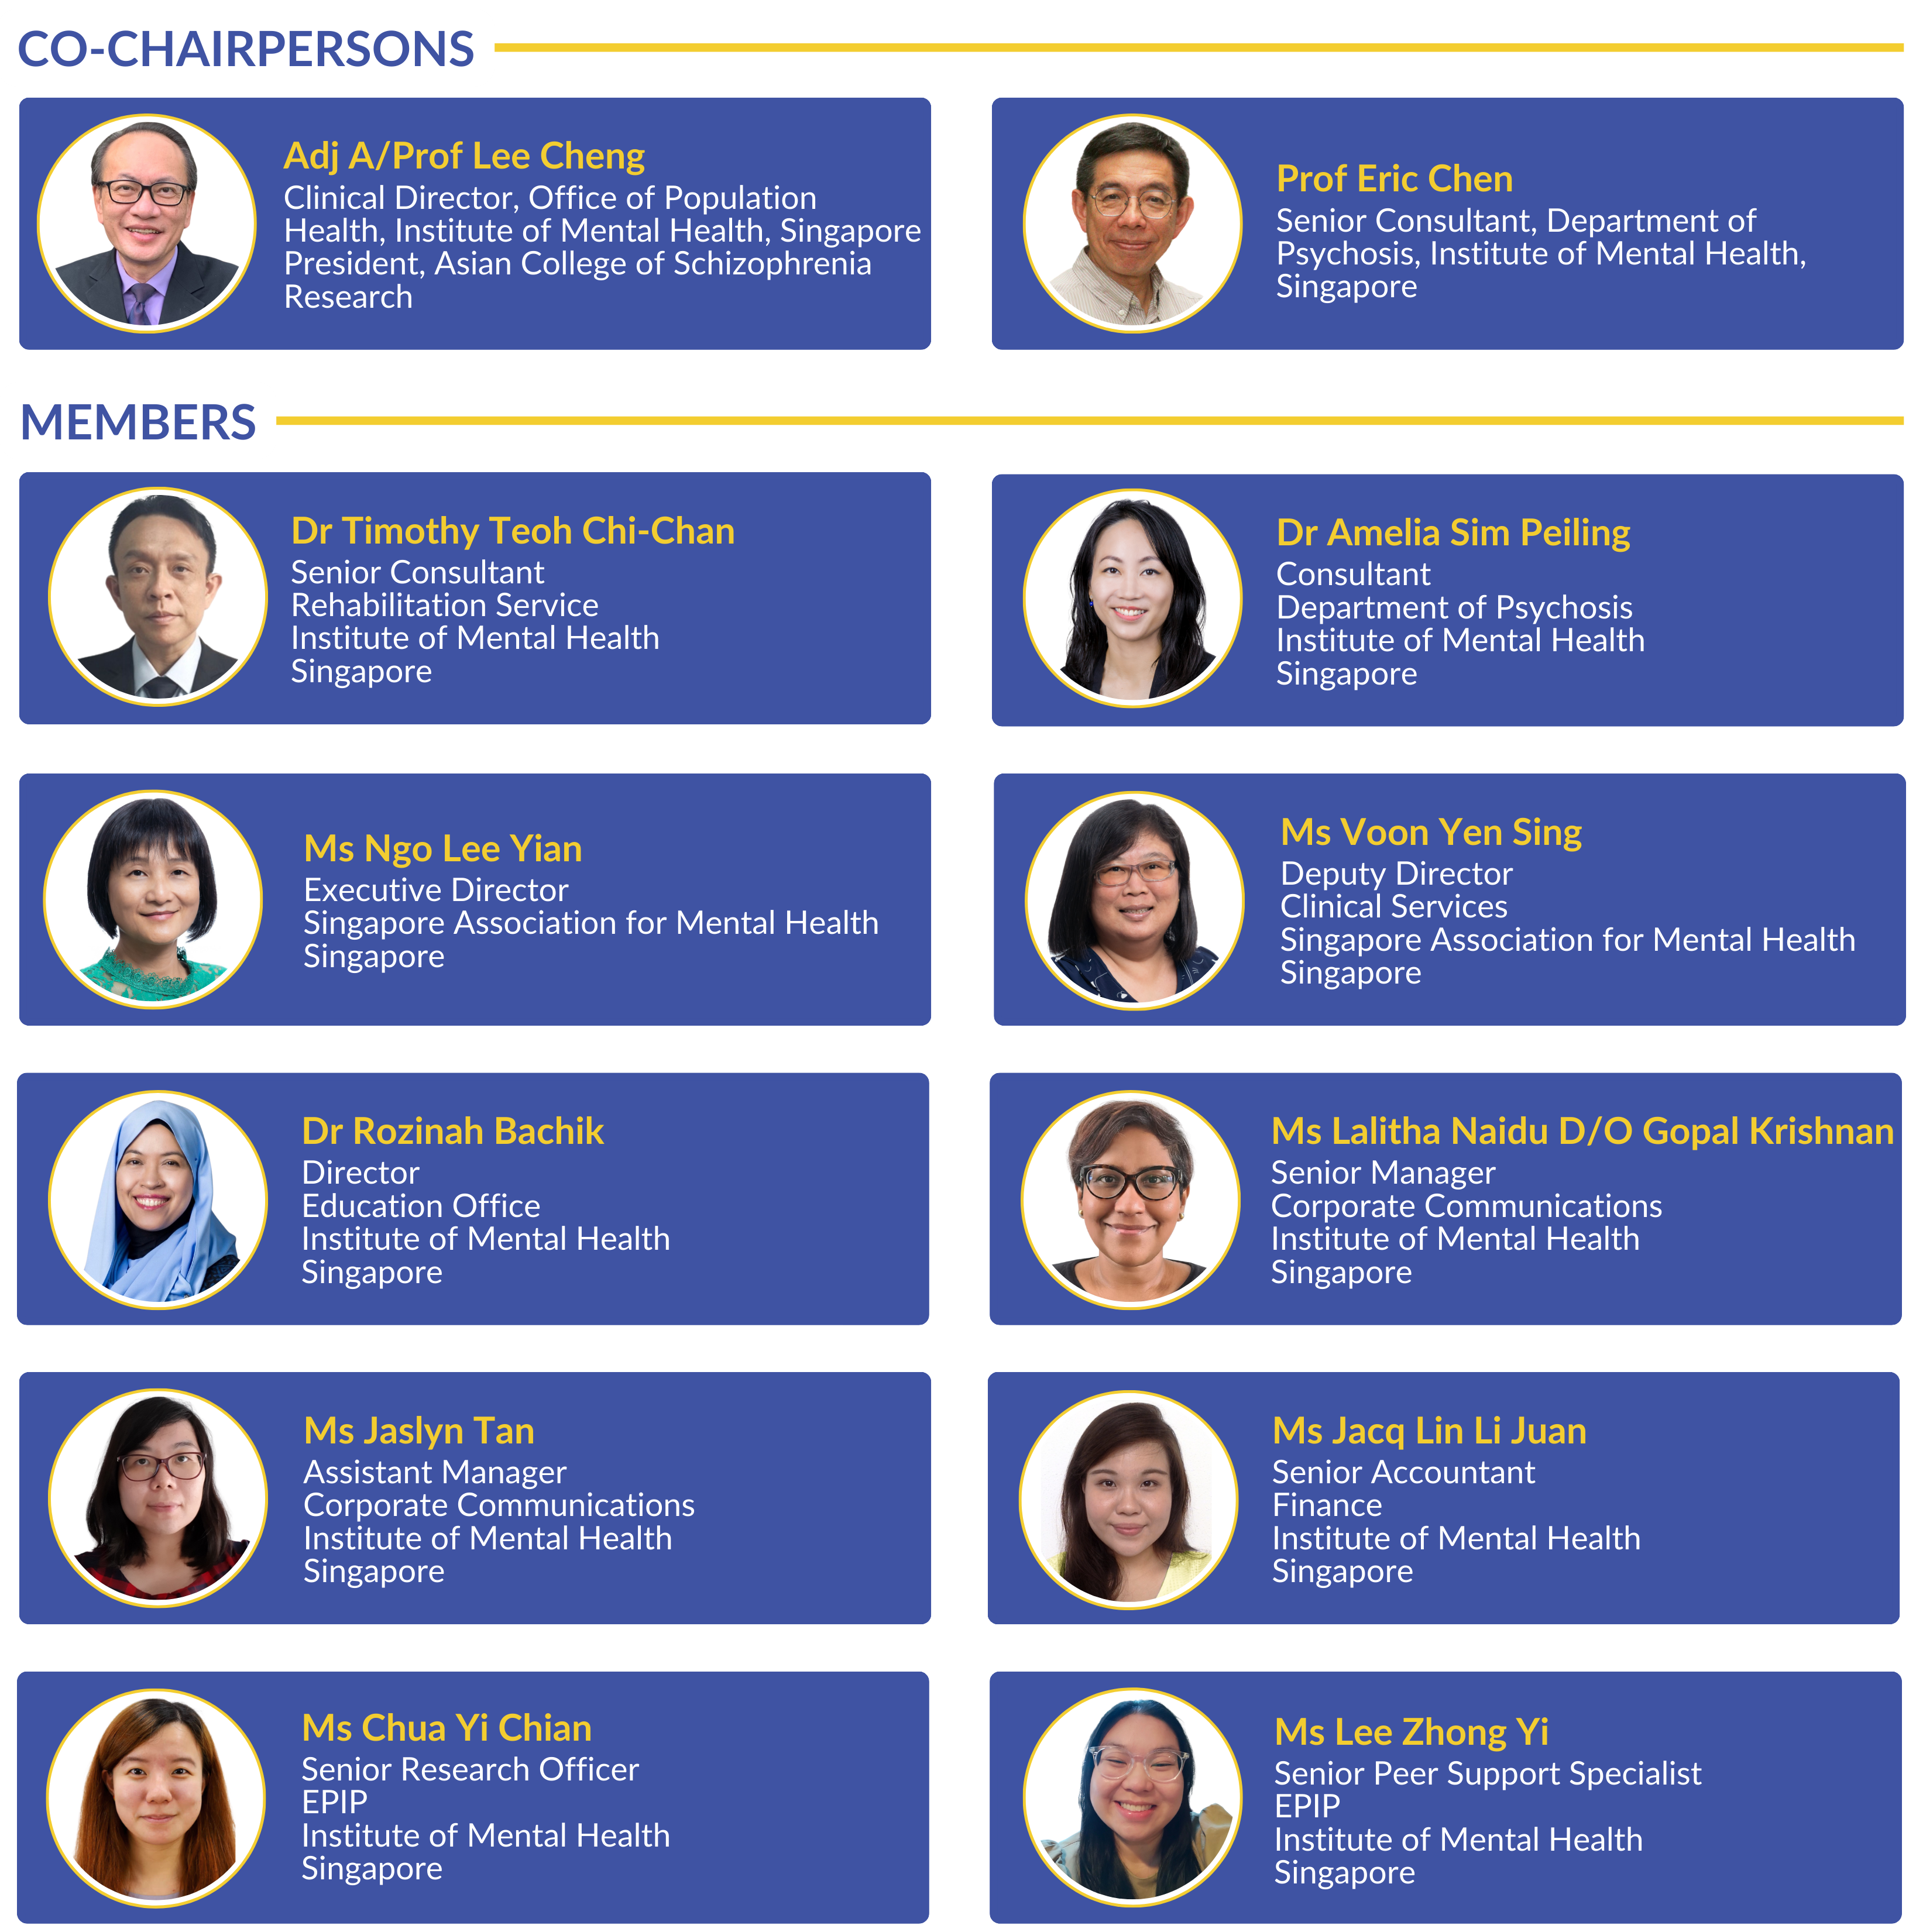 CO-CHAIRPERSONS
Adj A/Prof Lee Cheng
Clinical Director, Office of Population
Health, Institute of Mental Health, Singapore
President, Asian College of Schizophrenia
Research
Prof Eric Chen
Senior Consultant, Department of
Psychosis, Institute of Mental Health,
Singapore
MEMBERS
Dr Timothy Teoh Chi-Chan
Senior Consultant
Rehabilitation Service
Institute of Mental Health
Singapore
Dr Amelia Sim Peiling
Consultant
Department of Psychosis
Institute of Mental Health
Singapore
Ms Ngo Lee Yian
Executive Director
Singapore Association for Mental Health
Singapore
Ms Voon Yen Sing
Deputy Director
Clinical Services
Singapore Association for Mental Health
Singapore
Dr Rozinah Bachik
Director
Education Office
Institute of Mental Health
Singapore
Ms Lalitha Naidu D/O Gopal Krishnan
Senior Manager
Corporate Communications
Institute of Mental Health
Singapore
Ms Jaslyn Tan
Assistant Manager
Corporate Communications
Institute of Mental Health
Singapore
Ms Jacq Lin Li Juan
Senior Accountant
Finance
Institute of Mental Health
Singapore
Ms Chua Yi Chian
Senior Research Officer
EPIP
Institute of Mental Health
Singapore
Ms Lee Zhong Yi
Senior Peer Support Specialist
EPIP
Institute of Mental Health
Singapore